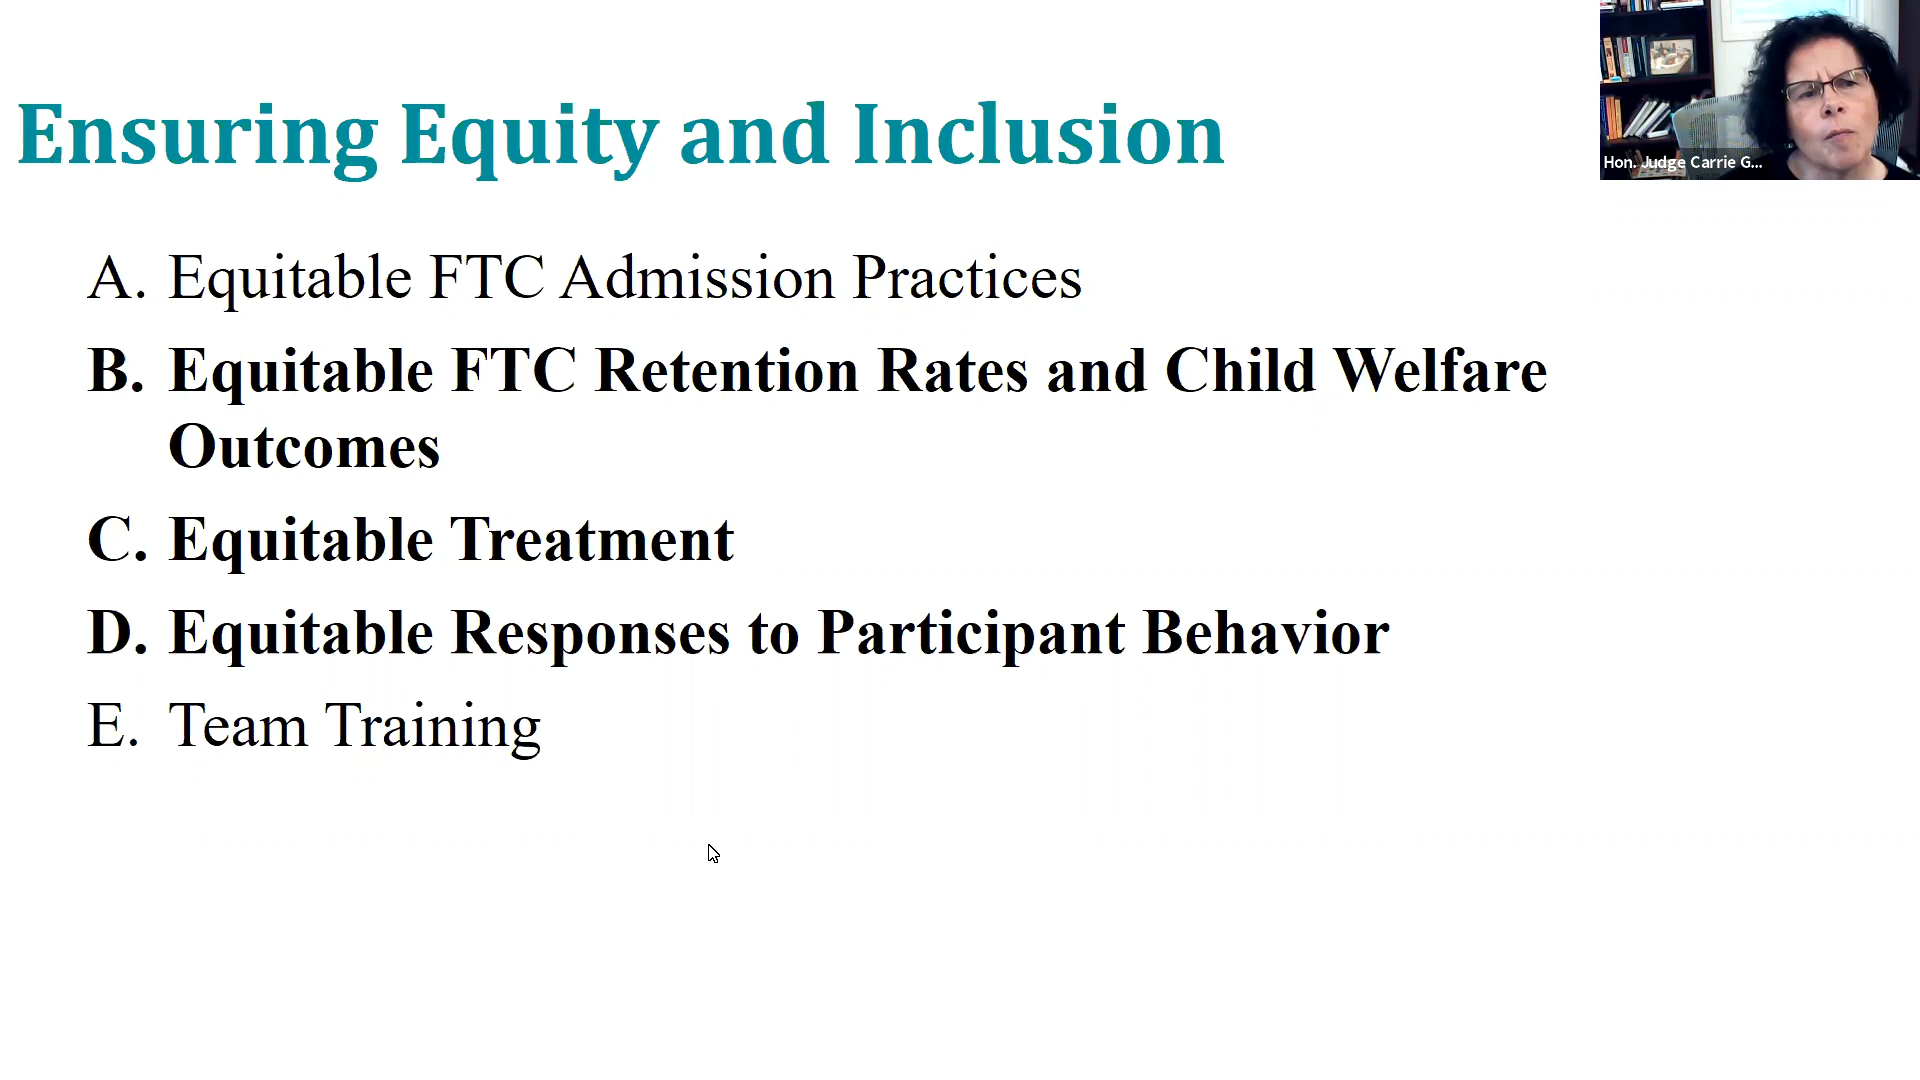 Ensuring Equity and Inclusion
Hon. Judge Carrie G...
A. Equitable FTC Admission Practices
B. Equitable FTC Retention Rates and Child Welfare
Outcomes
C. Equitable Treatment
D. Equitable Responses to Participant Behavior
E. Team Training